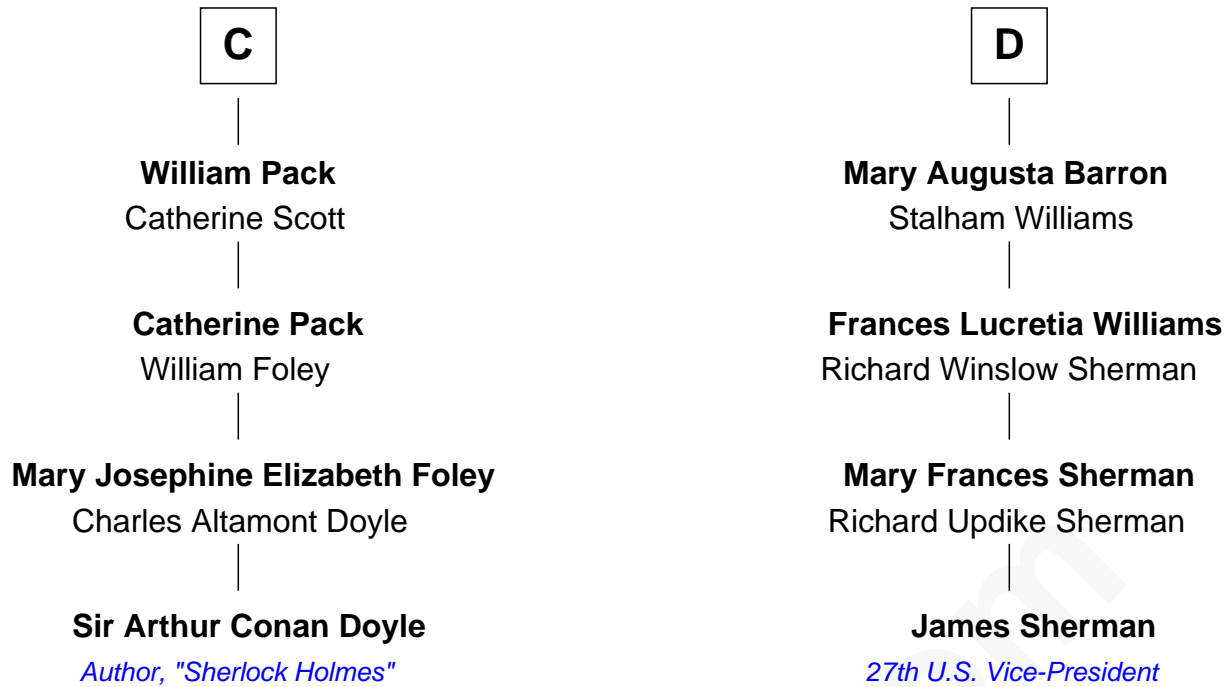 C
William Pack
Catherine Scott
Catherine Pack
William Foley
Mary Josephine Elizabeth Foley
Charles Altamont Doyle
Sir Arthur Conan Doyle
Author, "Sherlock Holmes"
D
Mary Augusta Barron
Stalham Williams
Frances Lucretia Williams
Richard Winslow Sherman
Mary Frances Sherman
Richard Updike Sherman
James Sherman
27th U.S. Vice-President